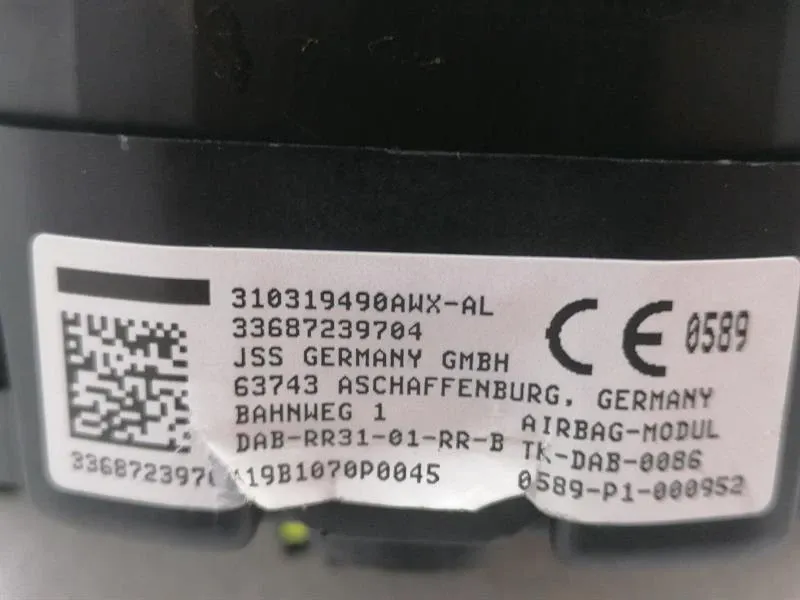 310319490AWX-AL
33687239704
JSS GERMANY GMBH
63743 ASCHAFFENBURG, GERMANY
BAHNWEG 1
DAB-RR31-01-RR-B
A19B1070P0045
CE 0589
AIRBAG-MODUL
TK-DAB-0086
0589-P1-000952